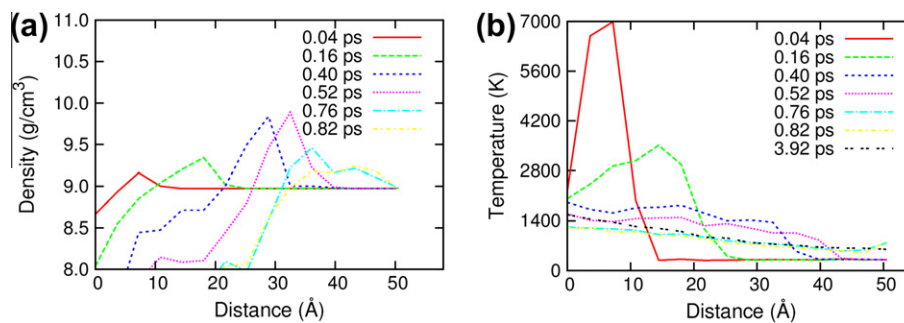 (a)
Density (g/cm³)
11.0
10.5
10.0
9.5
9.0
8.5
8.0
0.04 ps
0.16 ps
0.40 ps
0.52 ps
0.76 ps
0.82 ps
0 10 20 30 40 50
Distance (Å)
(b)
Temperature (K)
7000
5600
4200
2800
1400
0
0.04 ps
0.16 ps
0.40 ps
0.52 ps
0.76 ps
0.82 ps
3.92 ps
0 10 20 30 40 50
Distance (Å)